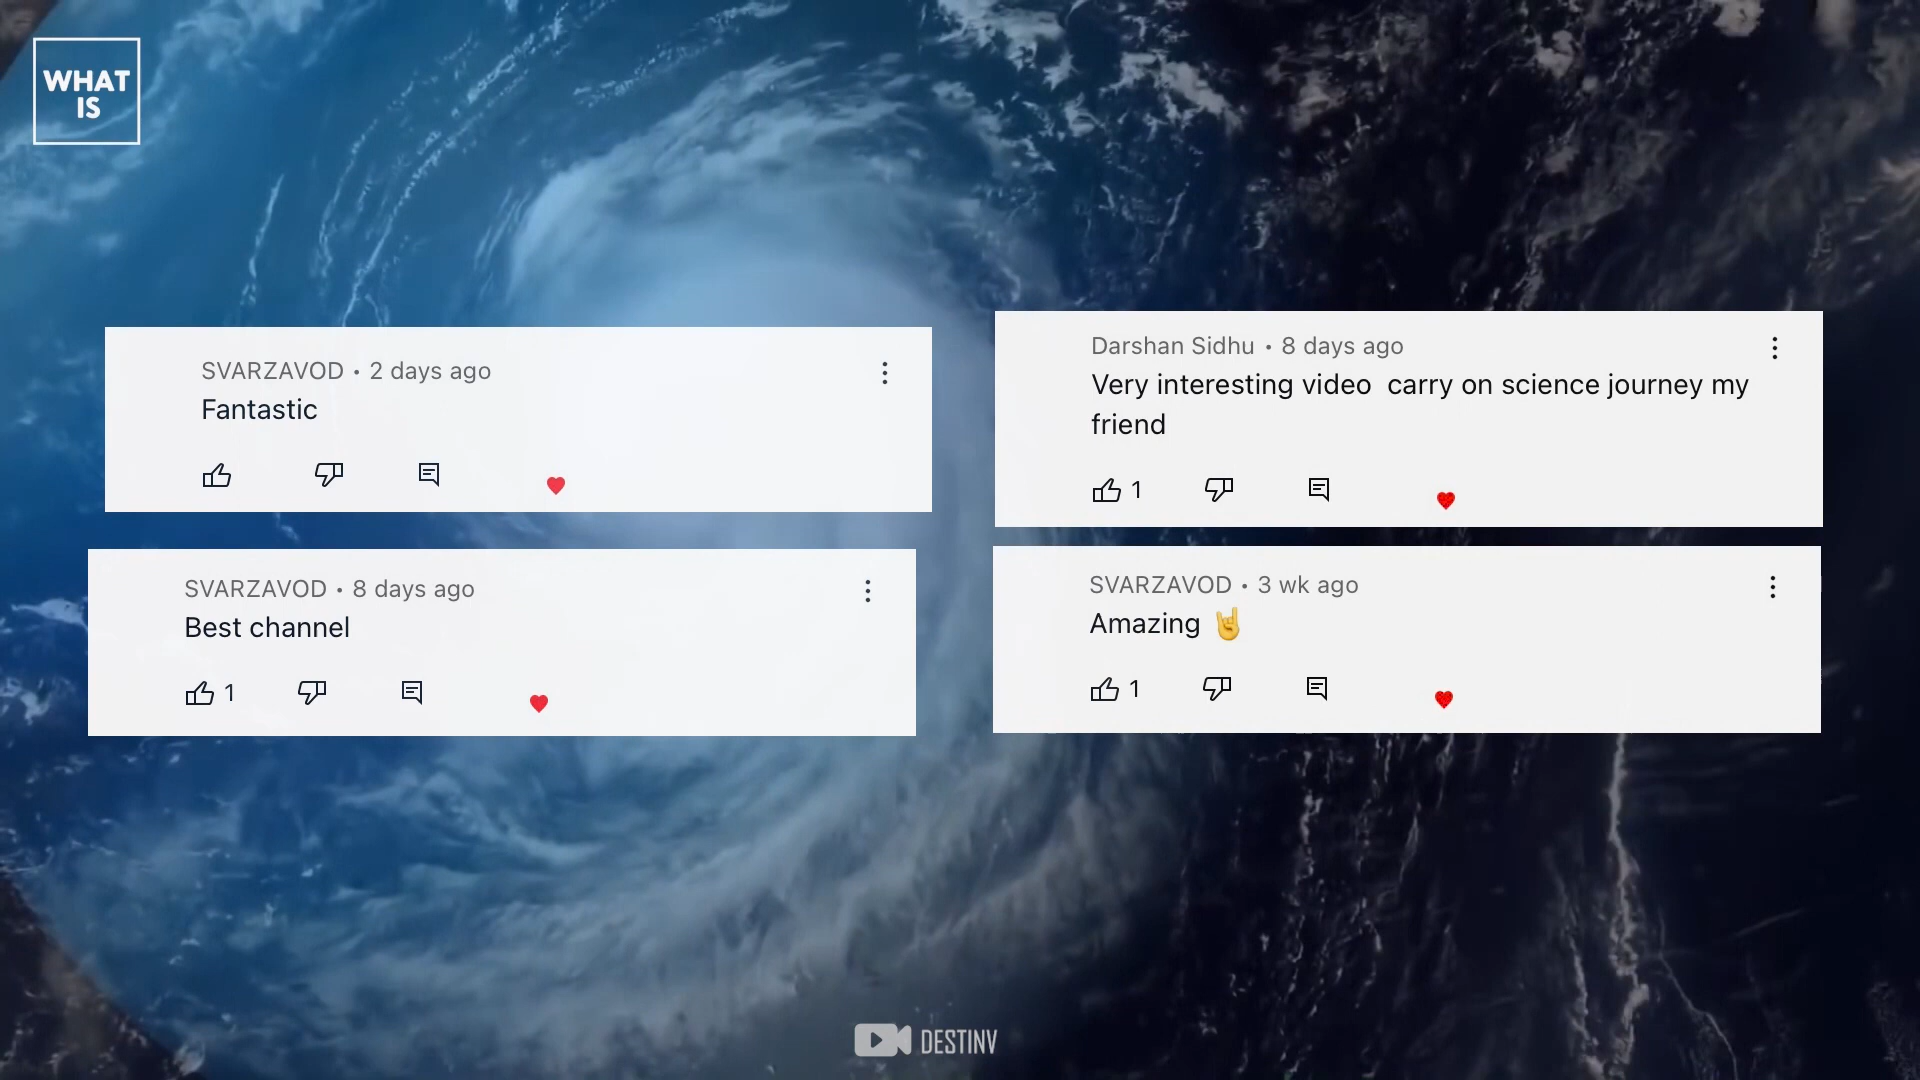 WHAT
IS
SVARZAVOD • 2 days ago
Fantastic
Darshan Sidhu • 8 days ago
Very interesting video  carry on science journey my
friend
1
SVARZAVOD • 8 days ago
Best channel
1
SVARZAVOD • 3 wk ago
Amazing 🤘
1
DESTINV